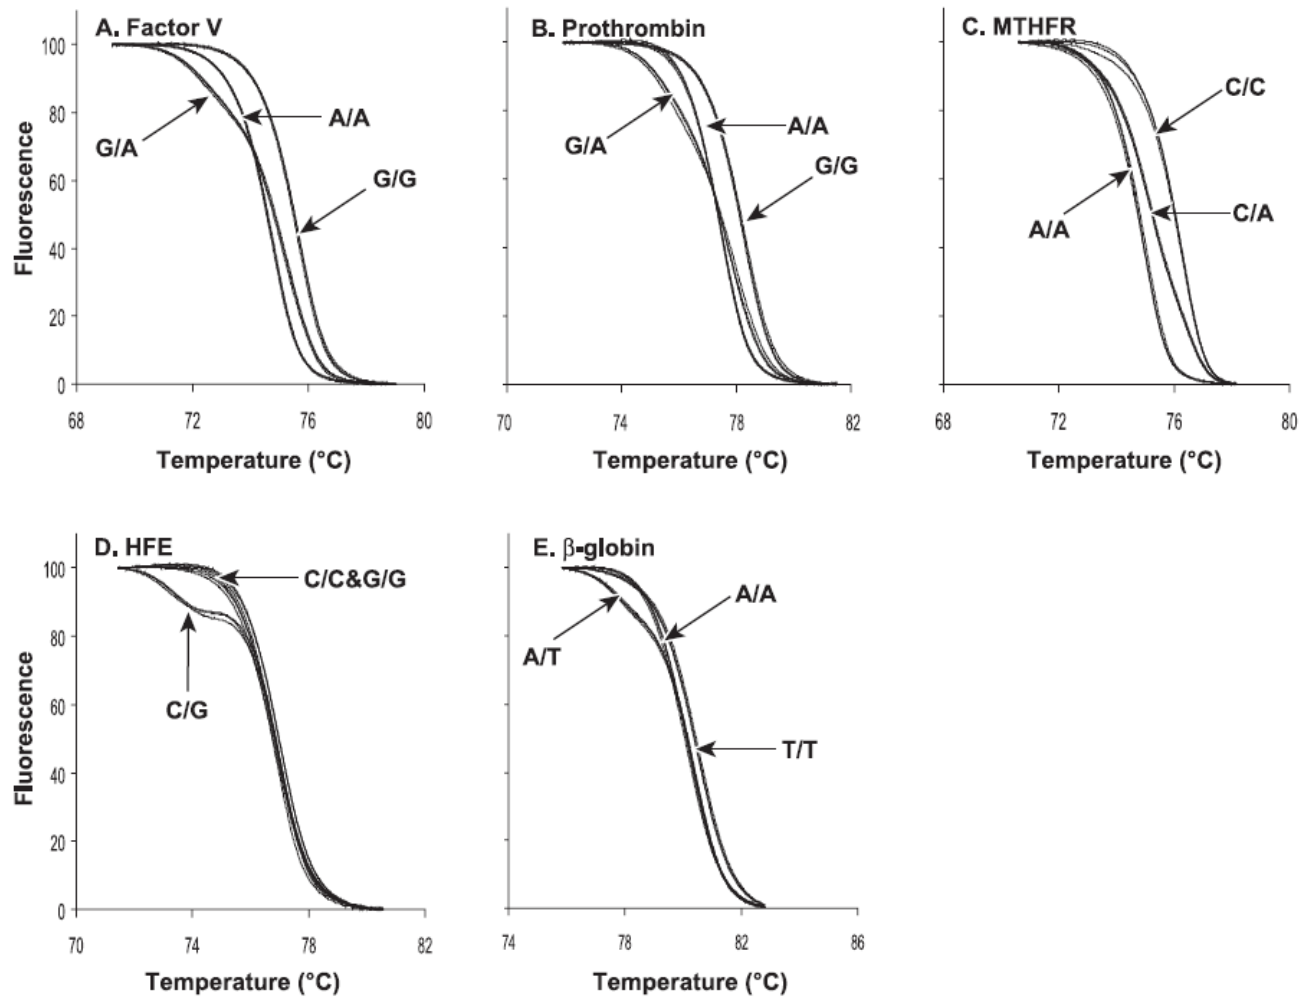 A. Factor V
100
80
60
40
20
0
Fluorescence
G/A
A/A
G/G
68 72 76 80
Temperature (°C)
B. Prothrombin
G/A
A/A
G/G
70 74 78 82
Temperature (°C)
C. MTHFR
C/C
A/A
C/A
68 72 76 80
Temperature (°C)
D. HFE
100
80
60
40
20
0
Fluorescence
C/C&G/G
C/G
70 74 78 82
Temperature (°C)
E. β-globin
A/A
A/T
T/T
74 78 82 86
Temperature (°C)